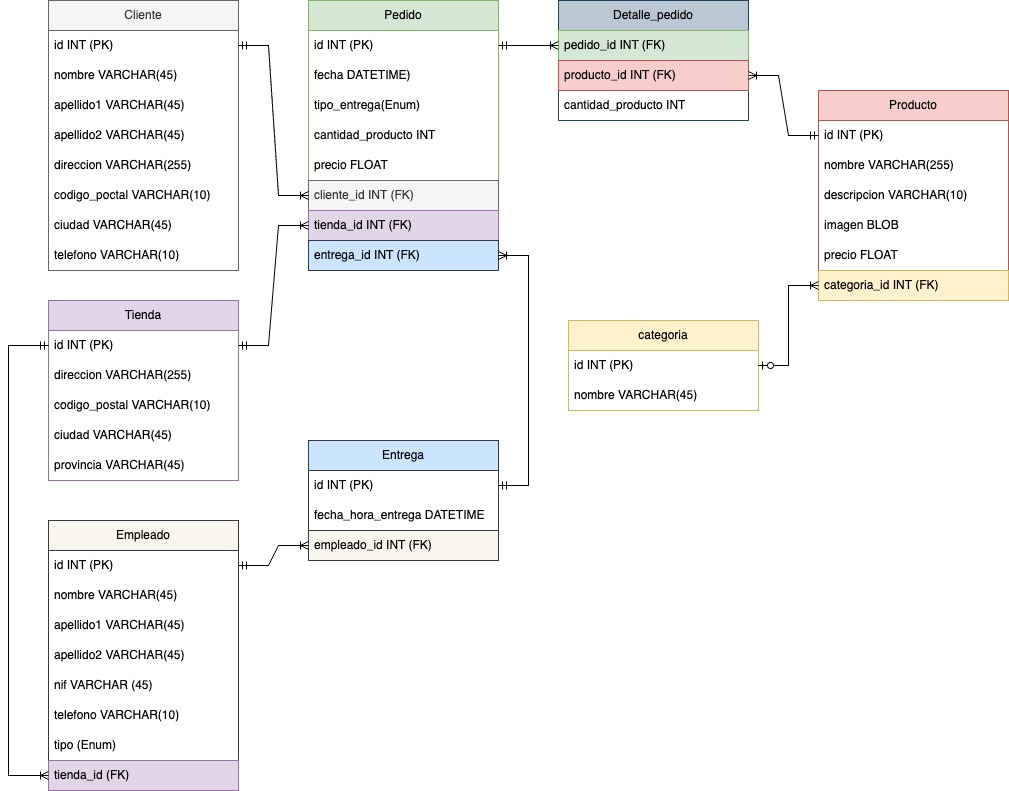 Cliente
id INT (PK)
nombre VARCHAR(45)
apellido1 VARCHAR(45)
apellido2 VARCHAR(45)
direccion VARCHAR(255)
codigo_poctal VARCHAR(10)
ciudad VARCHAR(45)
telefono VARCHAR(10)
Pedido
id INT (PK)
fecha DATETIME)
tipo_entrega(Enum)
cantidad_producto INT
precio FLOAT
cliente_id INT (FK)
tienda_id INT (FK)
entrega_id INT (FK)
Detalle_pedido
pedido_id INT (FK)
producto_id INT (FK)
cantidad_producto INT
Producto
id INT (PK)
nombre VARCHAR(255)
descripcion VARCHAR(10)
imagen BLOB
precio FLOAT
categoria_id INT (FK)
Tienda
id INT (PK)
direccion VARCHAR(255)
codigo_postal VARCHAR(10)
ciudad VARCHAR(45)
provincia VARCHAR(45)
categoria
id INT (PK)
nombre VARCHAR(45)
Entrega
id INT (PK)
fecha_hora_entrega DATETIME
empleado_id INT (FK)
Empleado
id INT (PK)
nombre VARCHAR(45)
apellido1 VARCHAR(45)
apellido2 VARCHAR(45)
nif VARCHAR (45)
telefono VARCHAR(10)
tipo (Enum)
tienda_id (FK)